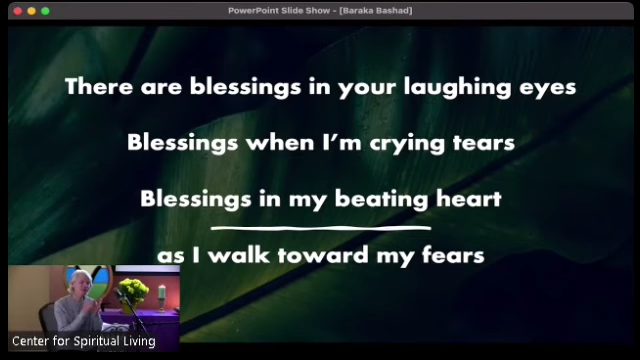 PowerPoint Slide Show - [Baraka Bashad]
There are blessings in your laughing eyes
Blessings when I’m crying tears
Blessings in my beating heart
as I walk toward my fears
Center for Spiritual Living